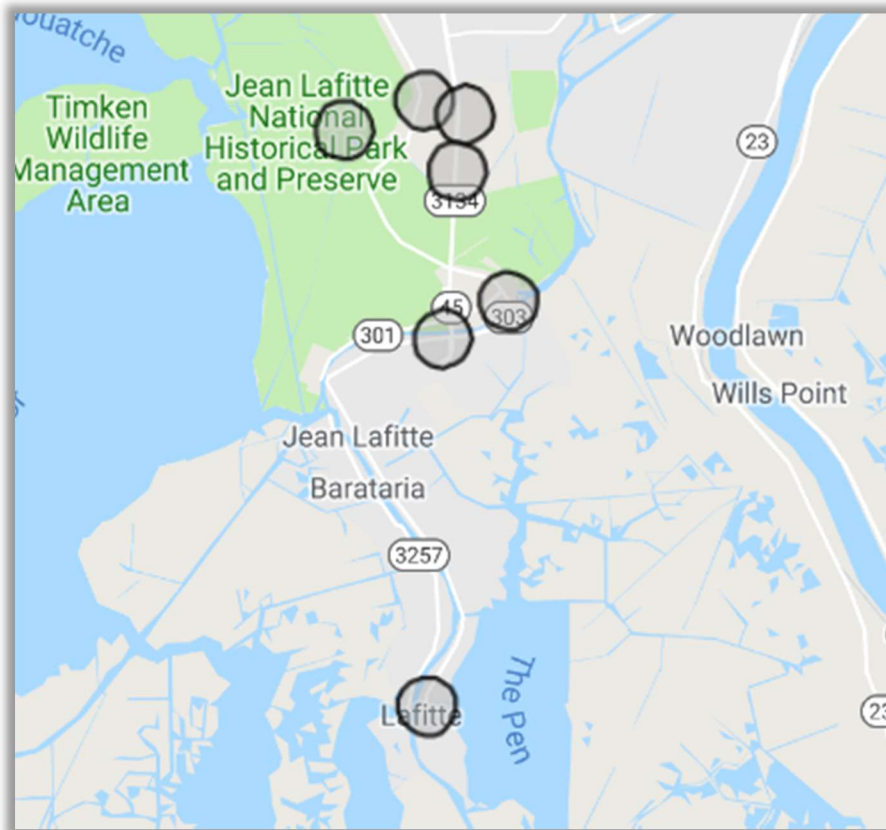 Jean Lafitte
National
Historical Park
and Preserve
Timken
Wildlife
Management
Area
23
3134
45
303
301
Woodlawn
Wills Point
Jean Lafitte
Barataria
3257
The Pen
Lafitte